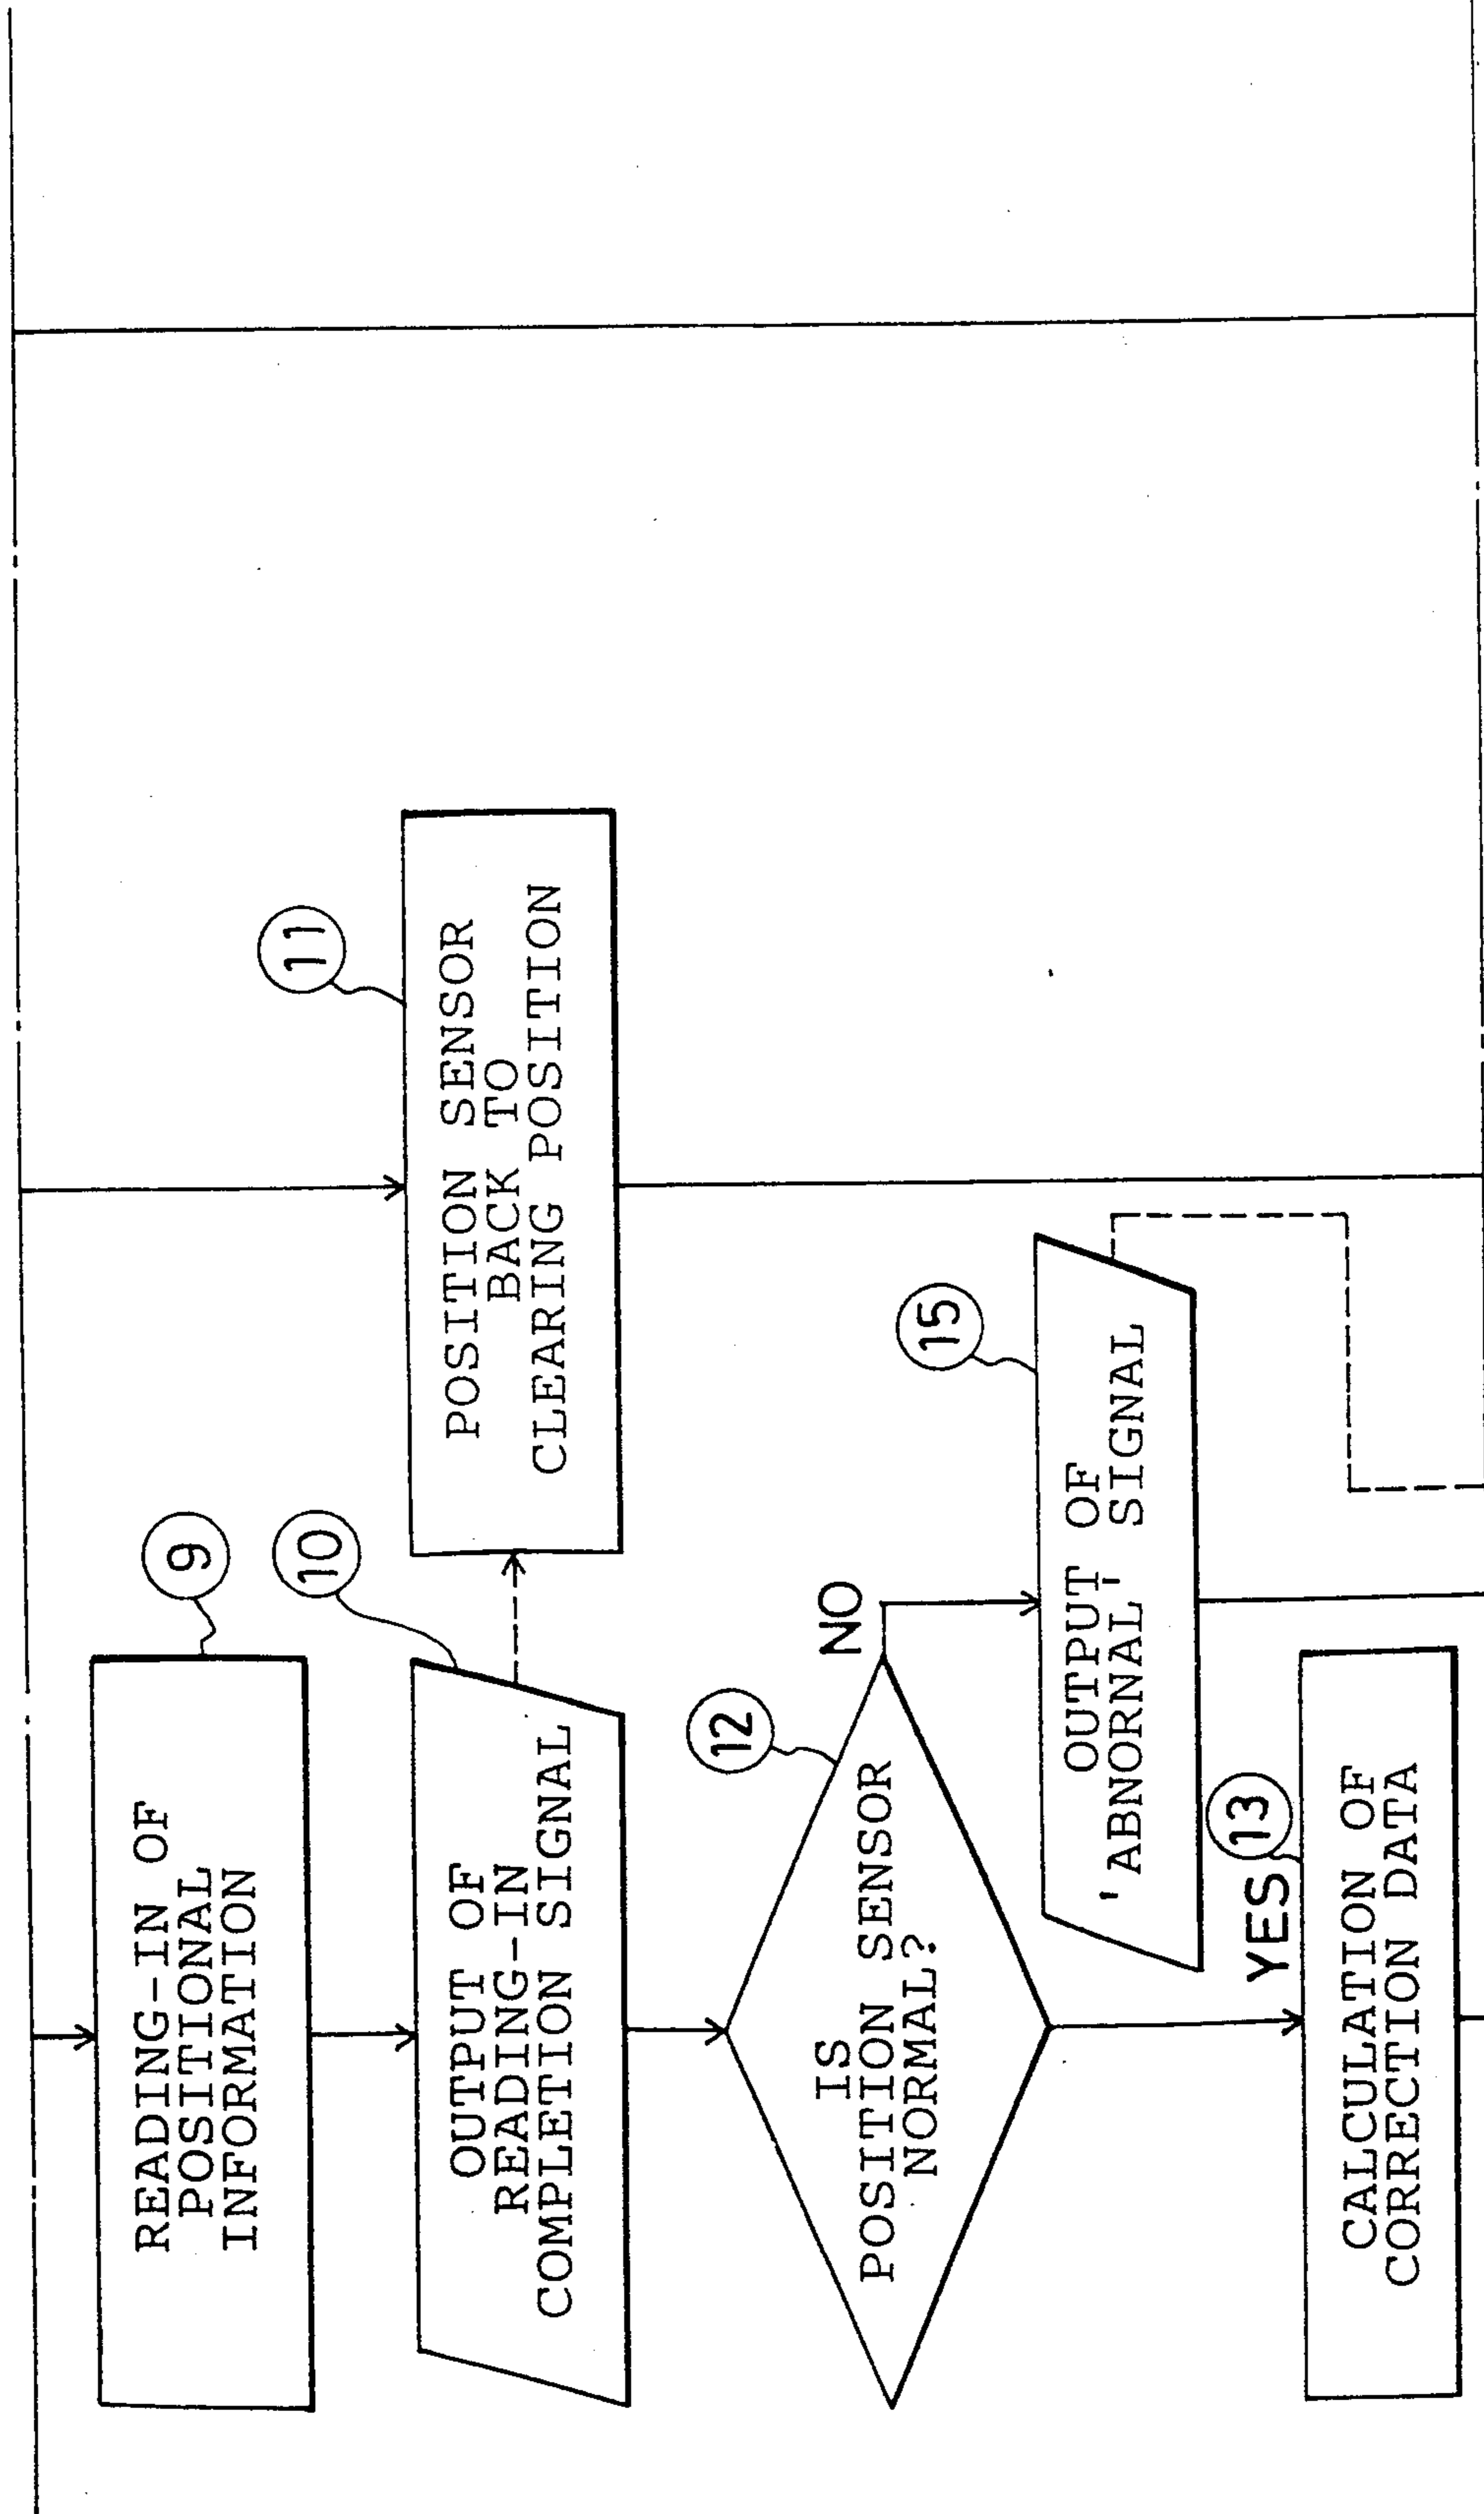 9
READING-IN OF
POSITIONAL
INFORMATION
10
OUTPUT OF
READING-IN
COMPLETION SIGNAL
11
POSITION SENSOR
BACK TO
CLEARING POSITION
12
IS
POSITION SENSOR
NORMAL?
NO
15
OUTPUT OF
'ABNORNAL' SIGNAL
YES
13
CALCULATION OF
CORRECTION DATA